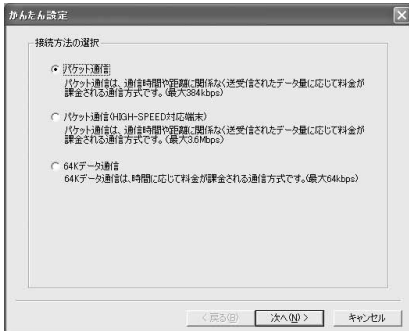 かんたん設定
接続方法の選択
パケット通信
パケット通信は、通信時間や距離に関係なく送受信されたデータ量に応じて料金が
課金される通信方式です。(最大384kbps)
パケット通信(HIGH-SPEED対応端末)
パケット通信は、通信時間や距離に関係なく送受信されたデータ量に応じて料金が
課金される通信方式です。(最大3.6Mbps)
64Kデータ通信
64Kデータ通信は、時間に応じて料金が課金される通信方式です。(最大64kbps)
< 戻る(B) 次へ(N) > キャンセル